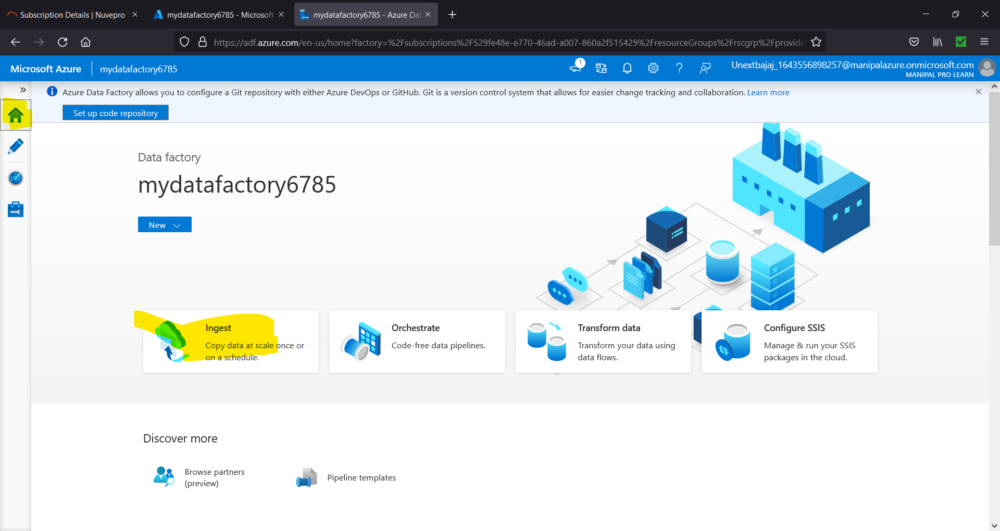 Subscription Details | Nuvepro
mydatafactory6785 - Microsoft
mydatafactory6785 - Azure Dat
https://adf.azure.com/en-us/home?factory=%2Fsubscriptions%2F529fe48e-e770-46ad-a007-860a2f515429%2FresourceGroups%2Frscgrp%2Fprovide
Microsoft Azure
mydatafactory6785
1
Unextbajaj_1643556898257@manipalazure.onmicrosoft.com
MANIPAL PRO LEARN
Azure Data Factory allows you to configure a Git repository with either Azure DevOps or GitHub. Git is a version control system that allows for easier change tracking and collaboration. Learn more
Set up code repository
Data factory
mydatafactory6785
New
Ingest
Copy data at scale once or
on a schedule.
Orchestrate
Code-free data pipelines.
Transform data
Transform your data using
data flows.
Configure SSIS
Manage & run your SSIS
packages in the cloud.
Discover more
Browse partners
(preview)
Pipeline templates